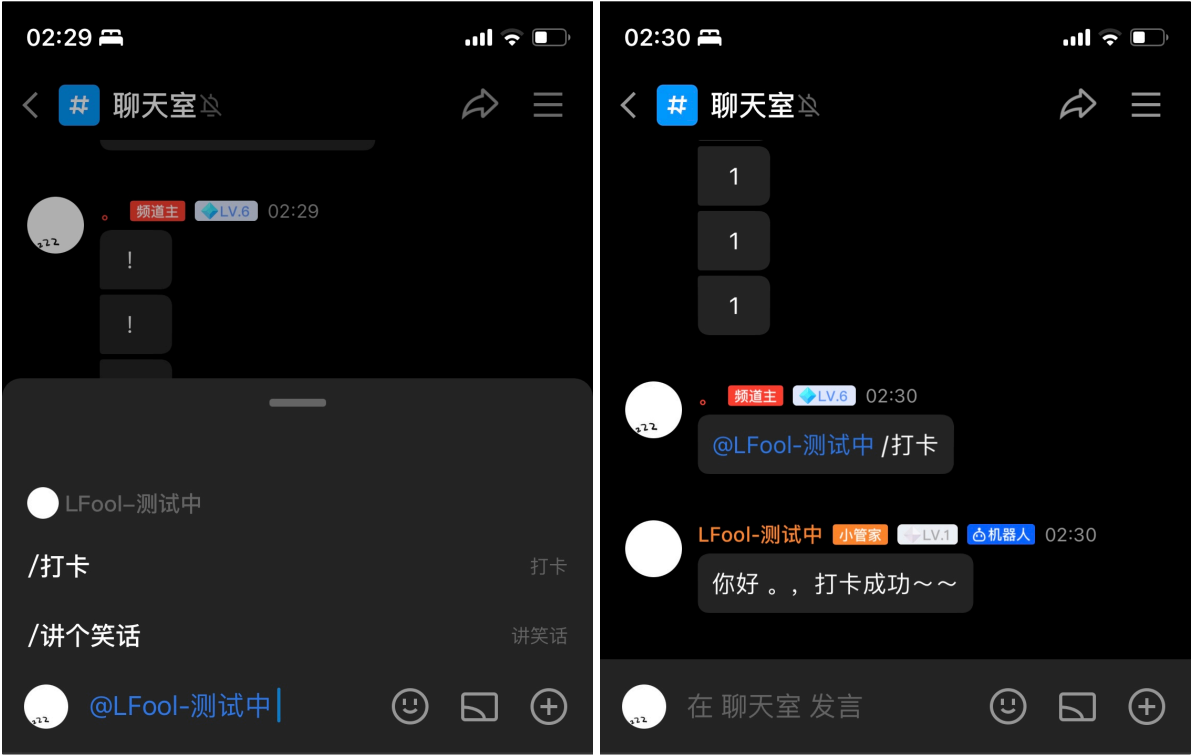 02:29
# 聊天室
zzz
。 频道主 LV.6 02:29
!
!
LFool-测试中
/打卡 打卡
/讲个笑话 讲笑话
zzz
@LFool-测试中
02:30
# 聊天室
1
1
1
zzz
。 频道主 LV.6 02:30
@LFool-测试中 /打卡
LFool-测试中 小管家 LV.1 机器人 02:30
你好 。，打卡成功～～
zzz
在 聊天室 发言